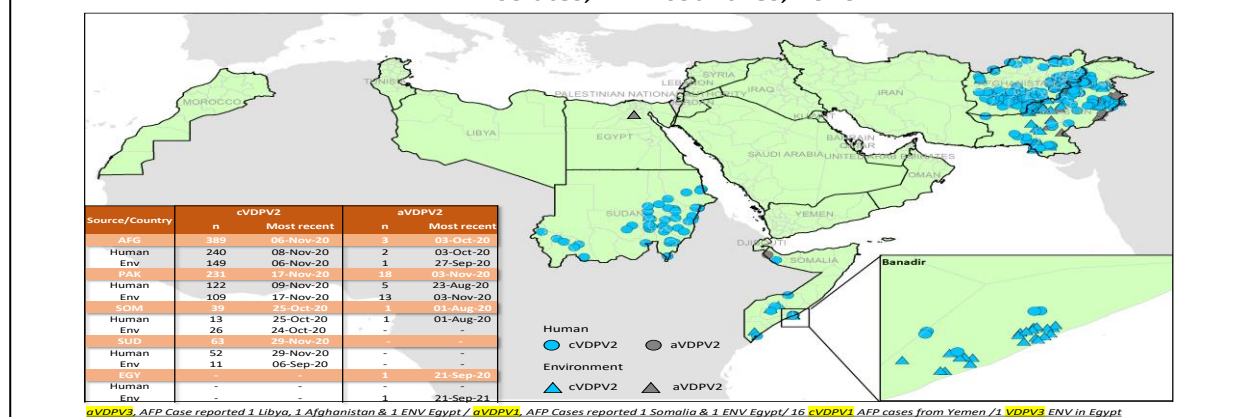 MOROCCO
TUNISIA
LIBYA
EGYPT
SYRIA
LEBANON
PALESTINIAN NATIONAL AUTHORITY
JORDAN
IRAQ
IRAN
KUWAIT
BAHRAIN
QATAR
SAUDI ARABIA
UNITED ARAB EMIRATES
OMAN
YEMEN
SUDAN
DJIBOUTI
SOMALIA
AFGHANISTAN
Source/Country cVDPV2 aVDPV2
n Most recent n Most recent
AFG 389 06-Nov-20 3 03-Oct-20
Human 240 08-Nov-20 2 03-Oct-20
Env 149 06-Nov-20 1 27-Sep-20
PAK 231 17-Nov-20 18 03-Nov-20
Human 122 09-Nov-20 5 23-Aug-20
Env 109 17-Nov-20 13 03-Nov-20
SOM 39 25-Oct-20 1 01-Aug-20
Human 13 25-Oct-20 1 01-Aug-20
Env 26 24-Oct-20 - -
SUD 63 29-Nov-20 - -
Human 52 29-Nov-20 - -
Env 11 06-Sep-20 - -
EGY - - 1 21-Sep-20
Human - - - -
Env - - 1 21-Sep-21
Human
cVDPV2 aVDPV2
Environment
cVDPV2 aVDPV2
Banadir
aVDPV3, AFP Case reported 1 Libya, 1 Afghanistan & 1 ENV Egypt / aVDPV1, AFP Cases reported 1 Somalia & 1 ENV Egypt/ 16 cVDPV1 AFP cases from Yemen /1 VDPV3 ENV in Egypt